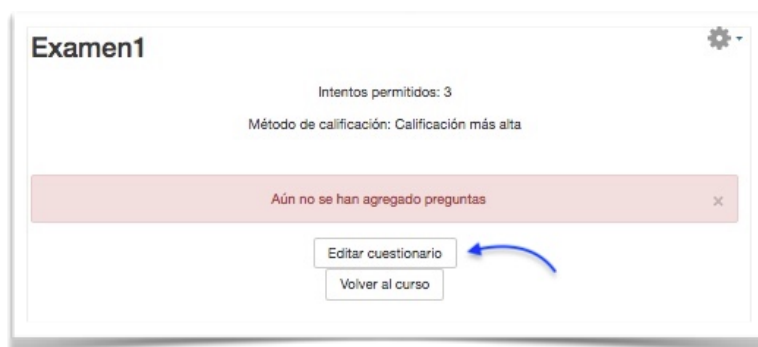 Examen1
Intentos permitidos: 3
Método de calificación: Calificación más alta
Aún no se han agregado preguntas ×
Editar cuestionario
Volver al curso